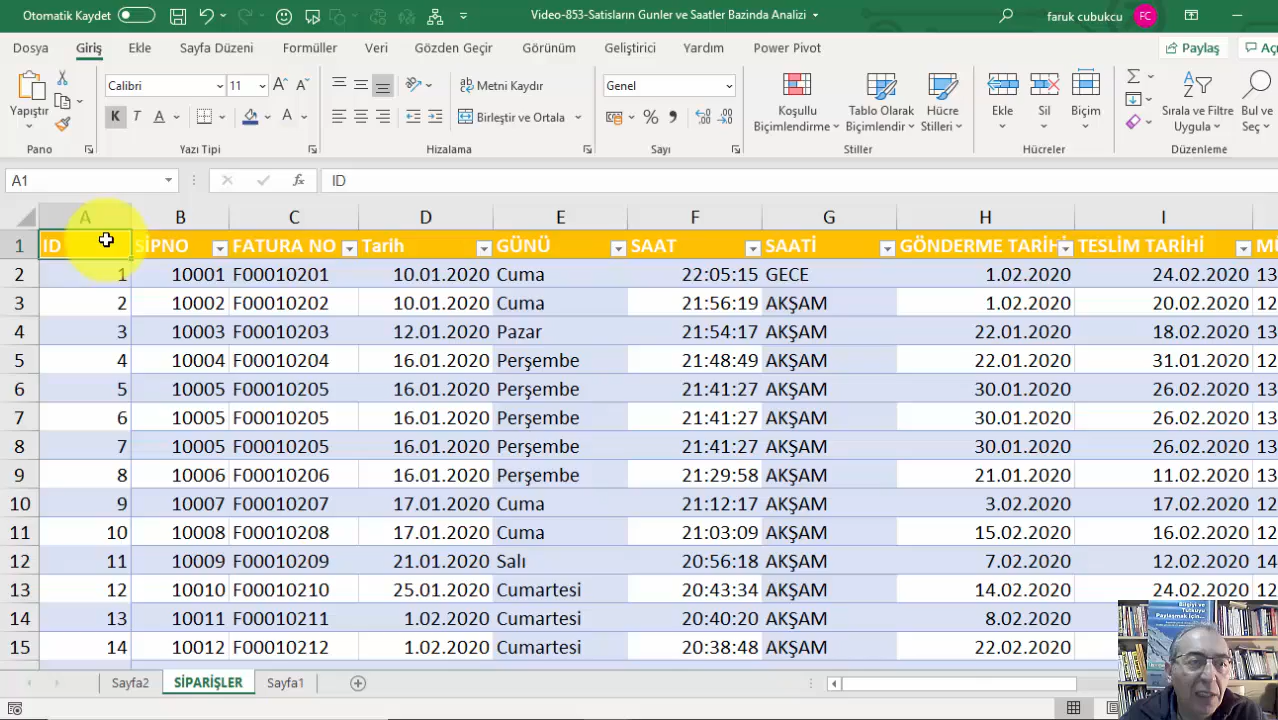 Otomatik Kaydet
Video-853-Satisların Gunler ve Saatler Bazinda Analizi
faruk cubukcu FC
Dosya Giriş Ekle Sayfa Düzeni Formüller Veri Gözden Geçir Görünüm Geliştirici Yardım Power Pivot Paylaş Açı
Yapıştır
Calibri 11
K T A
Metni Kaydır
Birleştir ve Ortala
Genel
Koşullu Biçimlendirme
Tablo Olarak Biçimlendir
Hücre Stilleri
Ekle Sil Biçim
Sırala ve Filtre Uygula
Bul ve Seç
Pano Yazı Tipi Hizalama Sayı Stiller Hücreler Düzenleme
A1 fx ID
A B C D E F G H I
1 ID SİPNO FATURA NO Tarih GÜNÜ SAAT SAATİ GÖNDERME TARİHİ TESLİM TARİHİ
2 1 10001 F00010201 10.01.2020 Cuma 22:05:15 GECE 1.02.2020 24.02.2020 13
3 2 10002 F00010202 10.01.2020 Cuma 21:56:19 AKŞAM 1.02.2020 20.02.2020 12
4 3 10003 F00010203 12.01.2020 Pazar 21:54:17 AKŞAM 22.01.2020 18.02.2020 13
5 4 10004 F00010204 16.01.2020 Perşembe 21:48:49 AKŞAM 22.01.2020 31.01.2020 12
6 5 10005 F00010205 16.01.2020 Perşembe 21:41:27 AKŞAM 30.01.2020 26.02.2020 13
7 6 10005 F00010205 16.01.2020 Perşembe 21:41:27 AKŞAM 30.01.2020 26.02.2020 13
8 7 10005 F00010205 16.01.2020 Perşembe 21:41:27 AKŞAM 30.01.2020 26.02.2020 13
9 8 10006 F00010206 16.01.2020 Perşembe 21:29:58 AKŞAM 21.01.2020 11.02.2020 13
10 9 10007 F00010207 17.01.2020 Cuma 21:12:17 AKŞAM 3.02.2020 17.02.2020 12
11 10 10008 F00010208 17.01.2020 Cuma 21:03:09 AKŞAM 15.02.2020 16.02.2020 12
12 11 10009 F00010209 21.01.2020 Salı 20:56:18 AKŞAM 7.02.2020 12.02.2020 14
13 12 10010 F00010210 25.01.2020 Cumartesi 20:43:34 AKŞAM 14.02.2020 24.02.2020 12
14 13 10011 F00010211 1.02.2020 Cumartesi 20:40:20 AKŞAM 8.02.2020
15 14 10012 F00010212 1.02.2020 Cumartesi 20:38:48 AKŞAM 22.02.2020
Bilgiyi ve
Tutkuyu
Paylaşmak İçin
Sayfa2 SİPARİŞLER Sayfa1